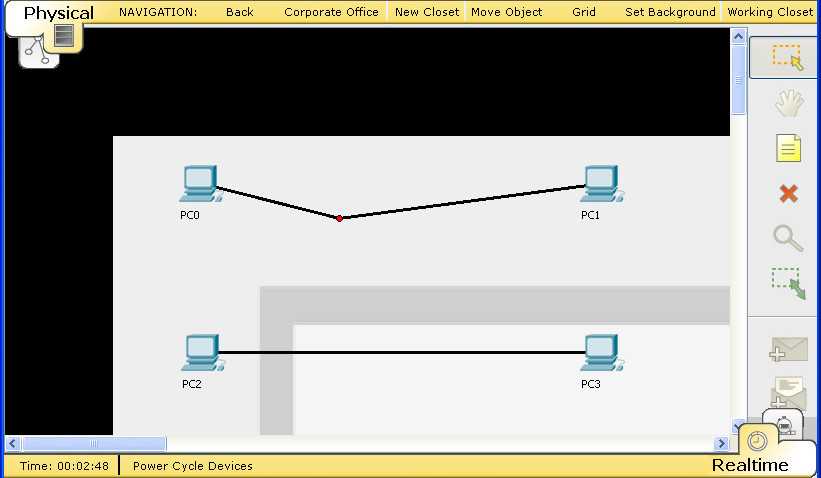 Physical NAVIGATION: Back Corporate Office New Closet Move Object Grid Set Background Working Closet
PC0 PC1
PC2 PC3
Time: 00:02:48 Power Cycle Devices Realtime